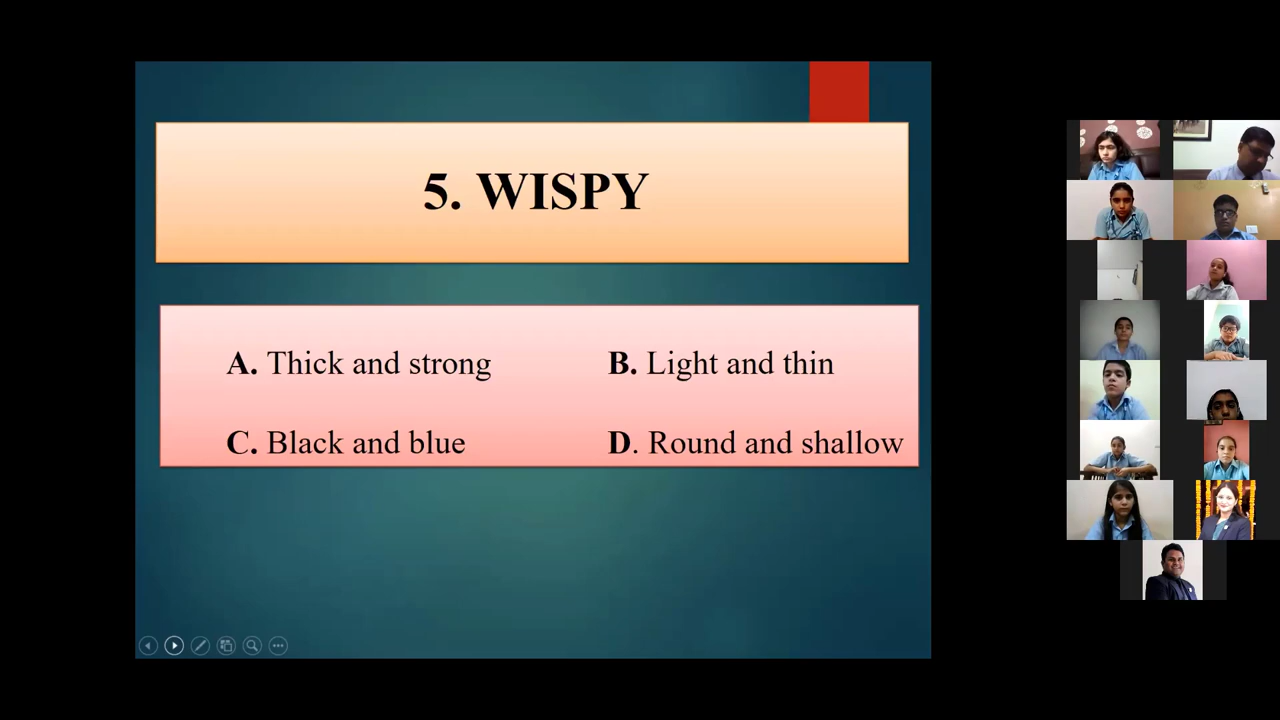 5. WISPY
A. Thick and strong B. Light and thin
C. Black and blue D. Round and shallow